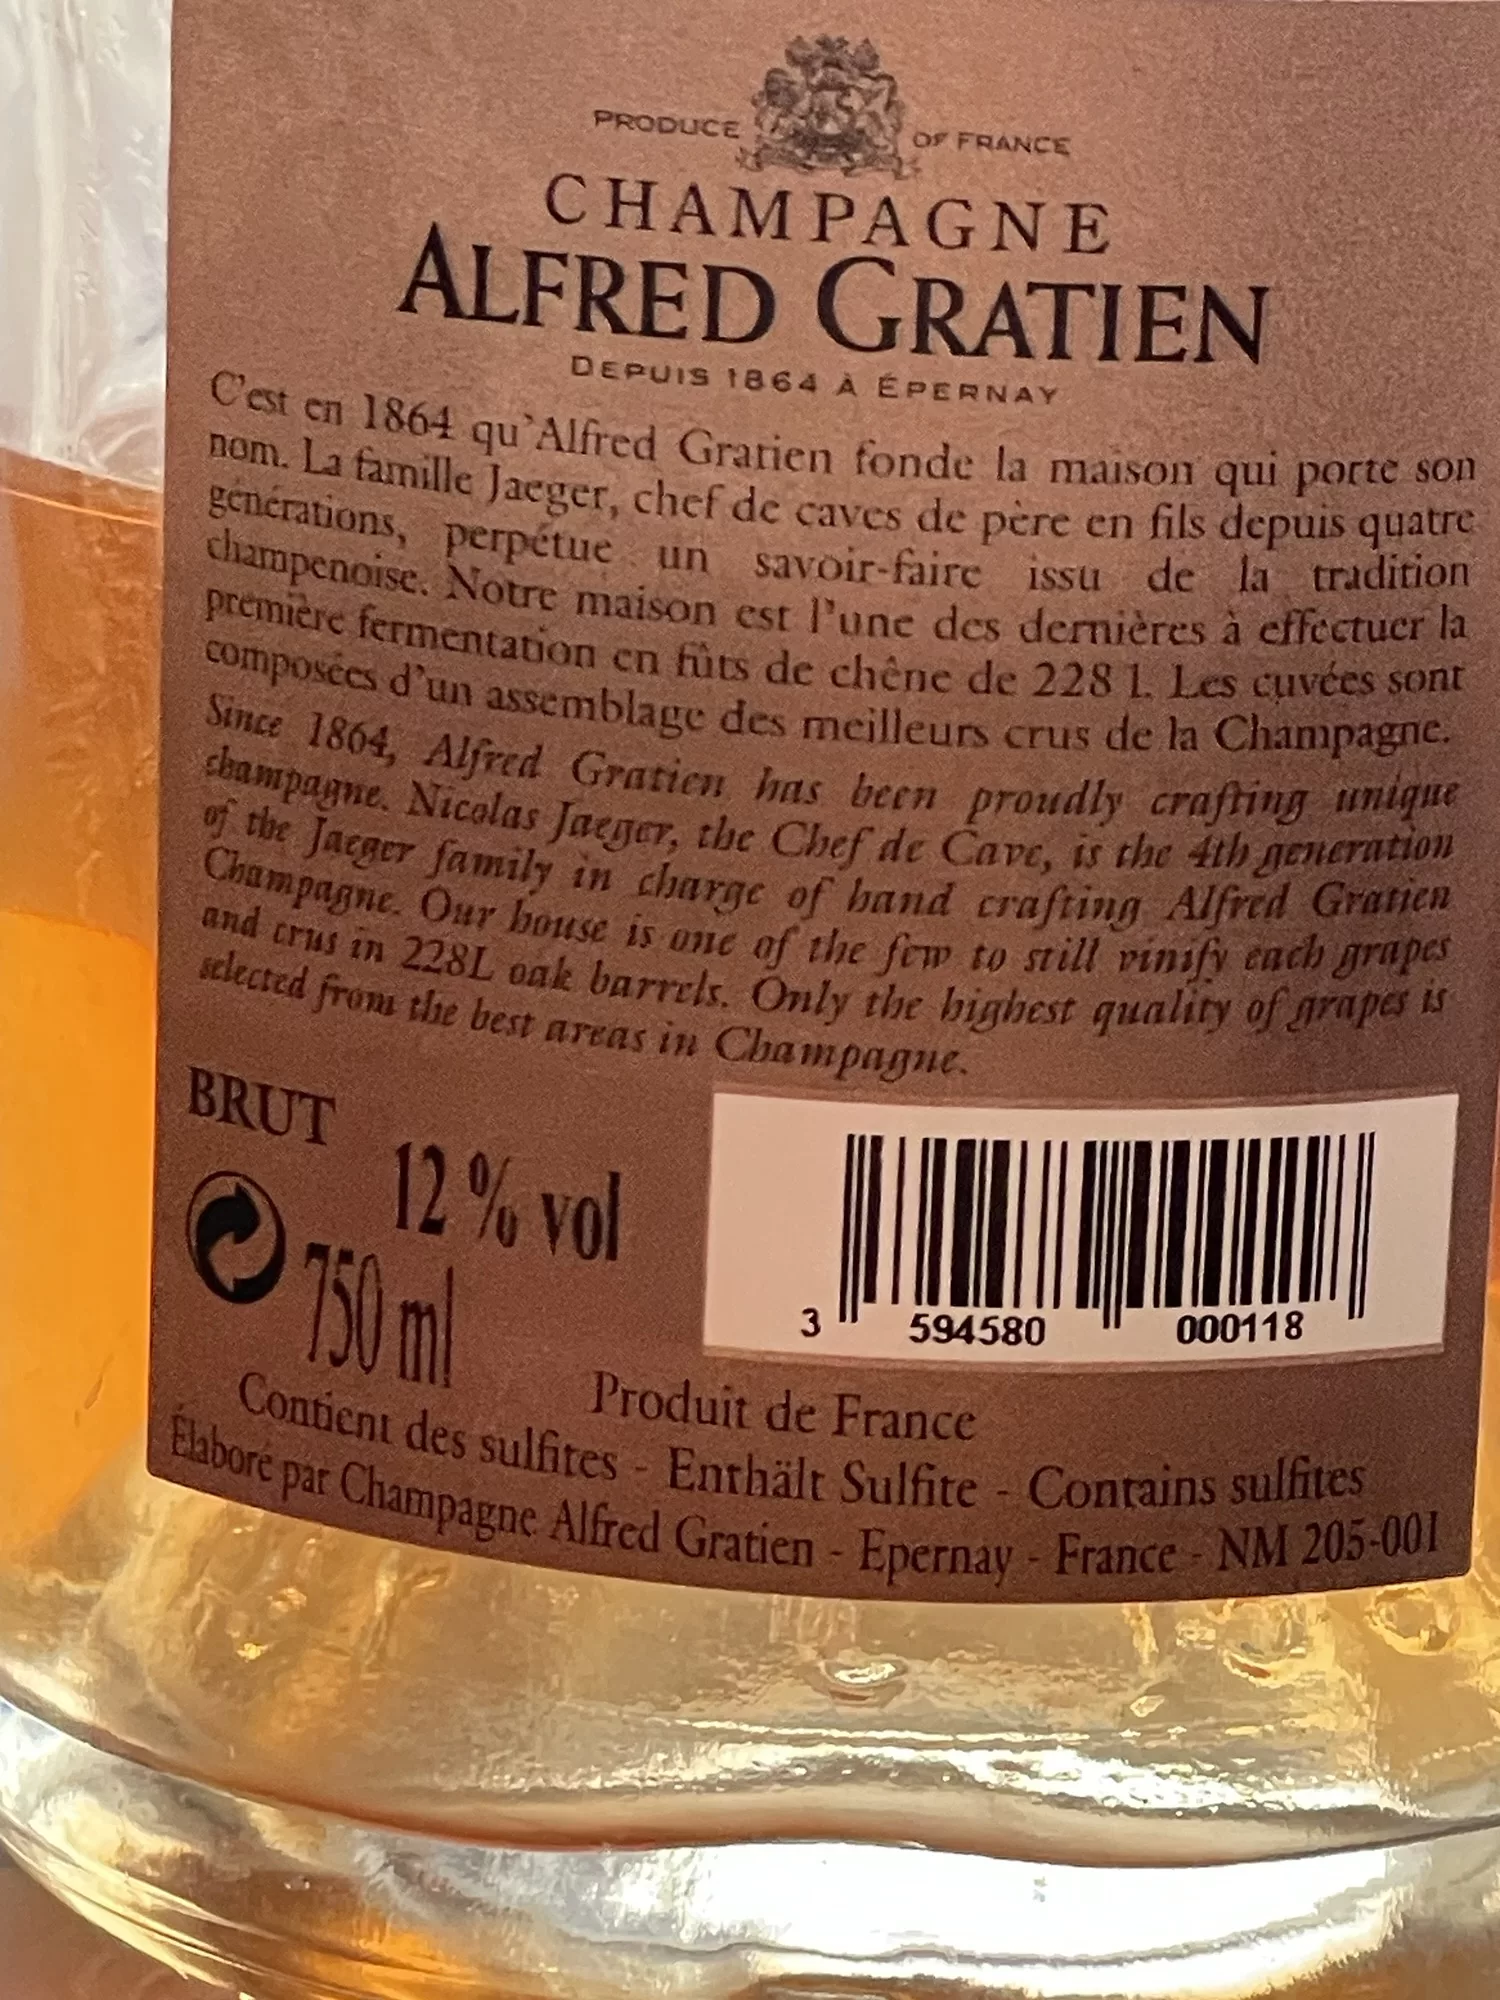 PRODUCE OF FRANCE
CHAMPAGNE
ALFRED GRATIEN
DEPUIS 1864 À ÉPERNAY
C'est en 1864 qu'Alfred Gratien fonde la maison qui porte son
nom. La famille Jaeger, chef de caves de père en fils depuis quatre
générations, perpétue un savoir-faire issu de la tradition
champenoise. Notre maison est l'une des dernières à effectuer la
première fermentation en fûts de chêne de 228 l. Les cuvées sont
composées d'un assemblage des meilleurs crus de la Champagne.
Since 1864, Alfred Gratien has been proudly crafting unique
champagne. Nicolas Jaeger, the Chef de Cave, is the 4th generation
of the Jaeger family in charge of hand crafting Alfred Gratien
Champagne. Our house is one of the few to still vinify each grapes
and crus in 228L oak barrels. Only the highest quality of grapes is
selected from the best areas in Champagne.
BRUT
12 % vol
750 ml
3 594580 000118
Produit de France
Contient des sulfites - Enthält Sulfite - Contains sulfites
Élaboré par Champagne Alfred Gratien - Epernay - France - NM 205-001